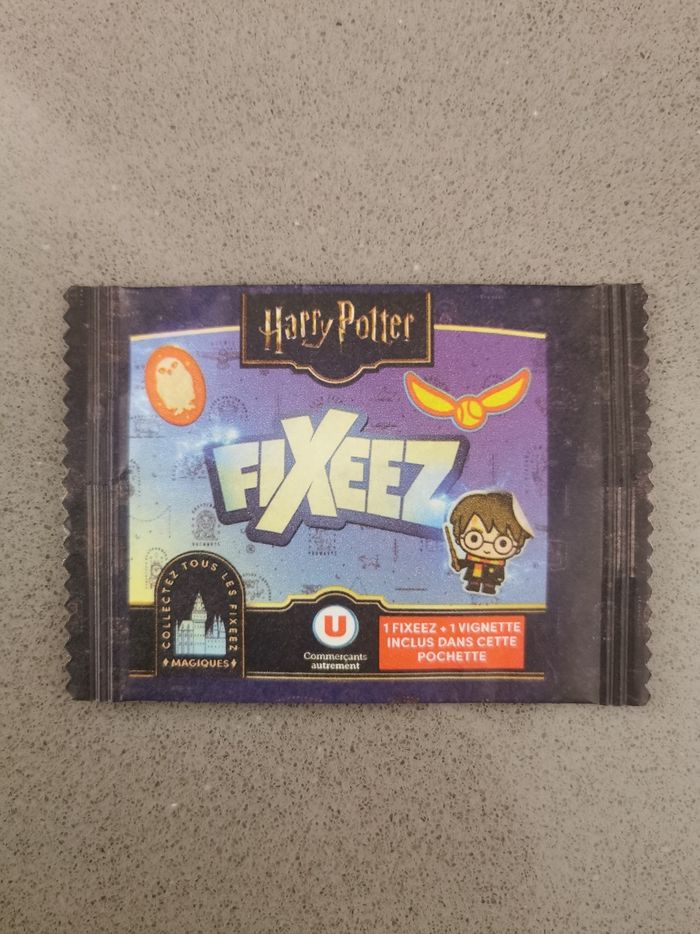 Harry Potter
FIXEEZ
COLLECTEZ TOUS LES FIXEEZ
MAGIQUES
U
Commerçants
autrement
1 FIXEEZ + 1 VIGNETTE
INCLUS DANS CETTE
POCHETTE